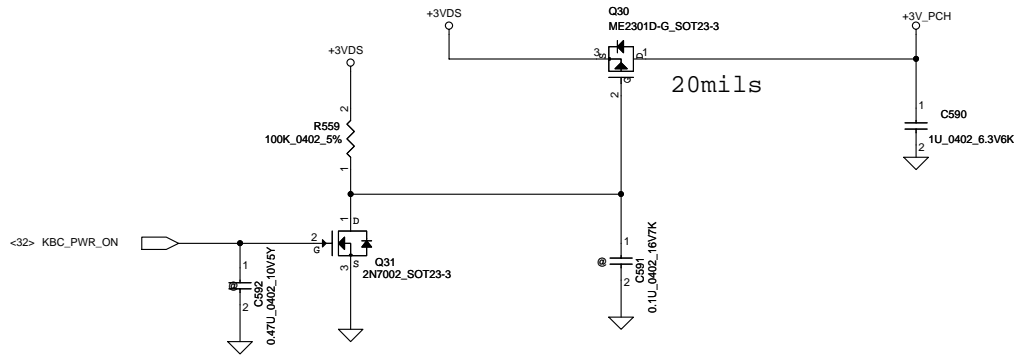 Q30
ME2301D-G_SOT23-3
+3VDS
+3V_PCH
3
S
D
1
G
2
20mils
+3VDS
2
R559
100K_0402_5%
1
1
C590
1U_0402_6.3V6K
2
<32> KBC_PWR_ON
1
D
2
G
3
S
Q31
2N7002_SOT23-3
1
@
2
C592
0.47U_0402_10V5Y
1
@
2
C591
0.1U_0402_16V7K